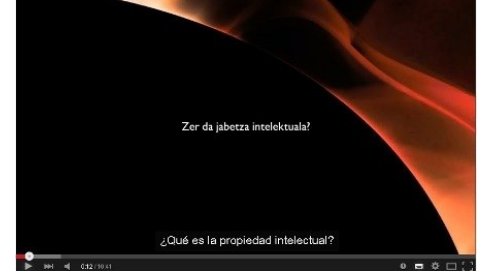 Zer da jabetza intelektuala?
¿Qué es la propiedad intelectual?
0:12 / 10:41